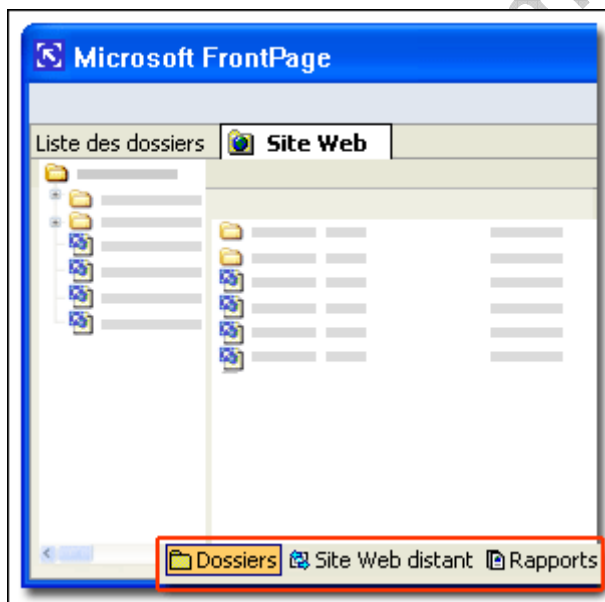 Microsoft FrontPage
Liste des dossiers Site Web
Dossiers Site Web distant Rapports